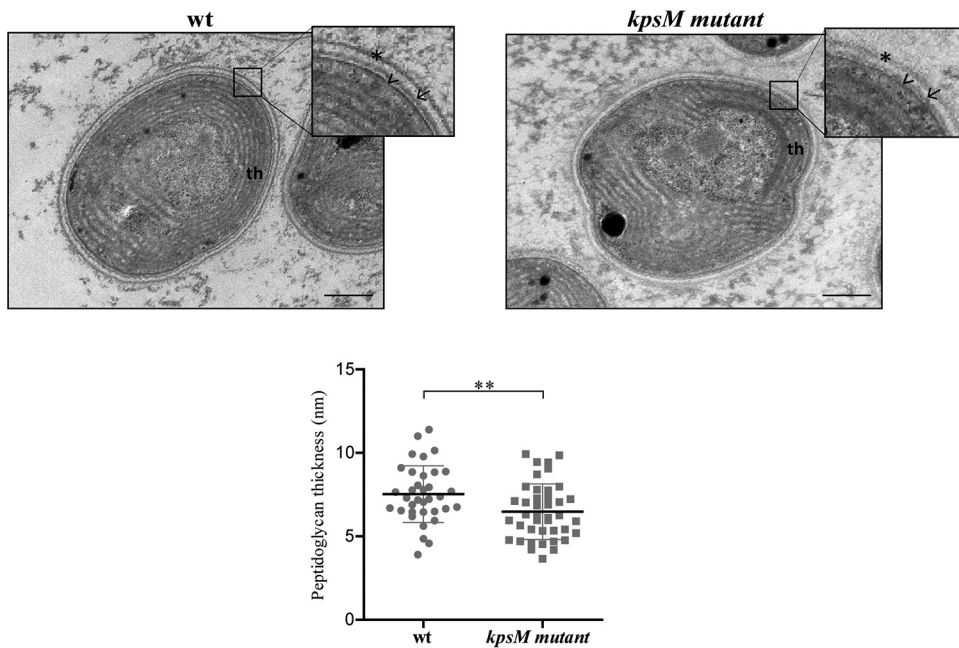 wt
kpsM mutant
*
*
th
th
15
**
10
5
0
Peptidoglycan thickness (nm)
wt
kpsM mutant